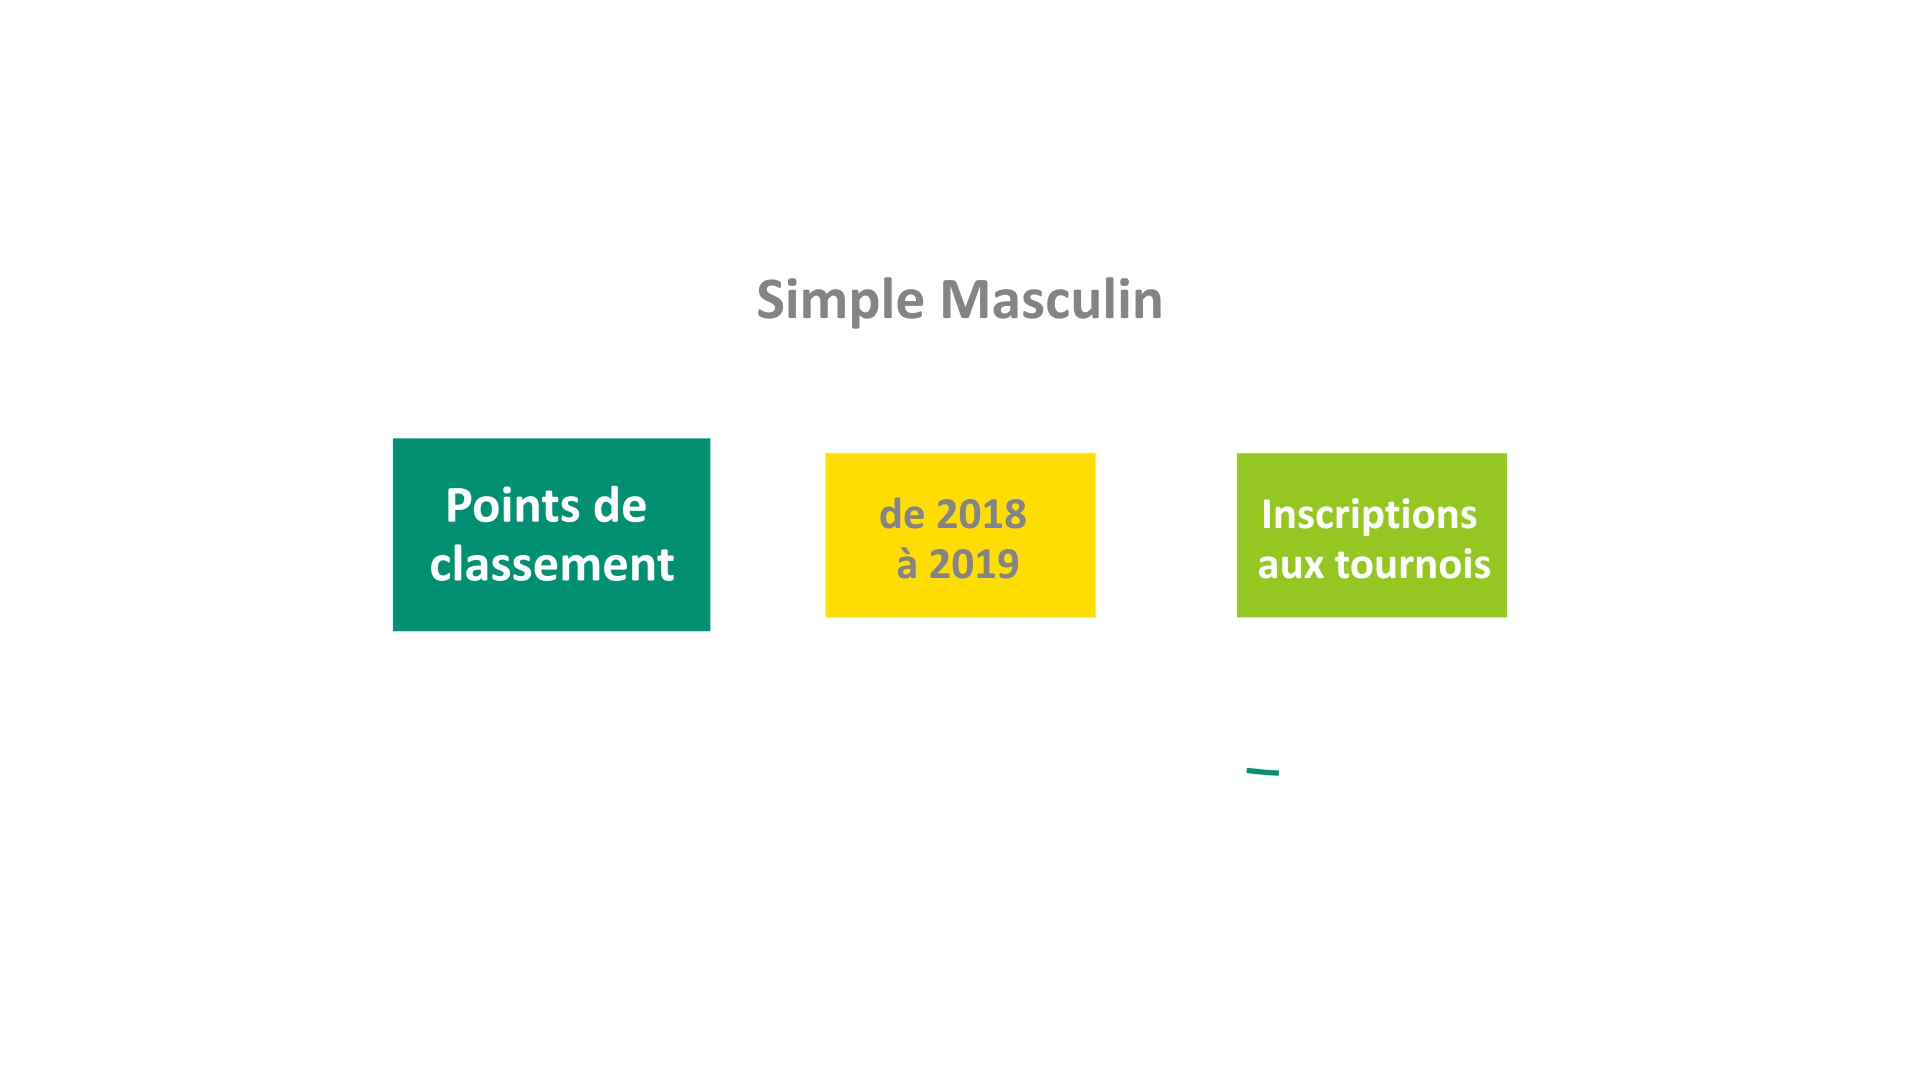 Simple Masculin
Points de
classement
de 2018
à 2019
Inscriptions
aux tournois